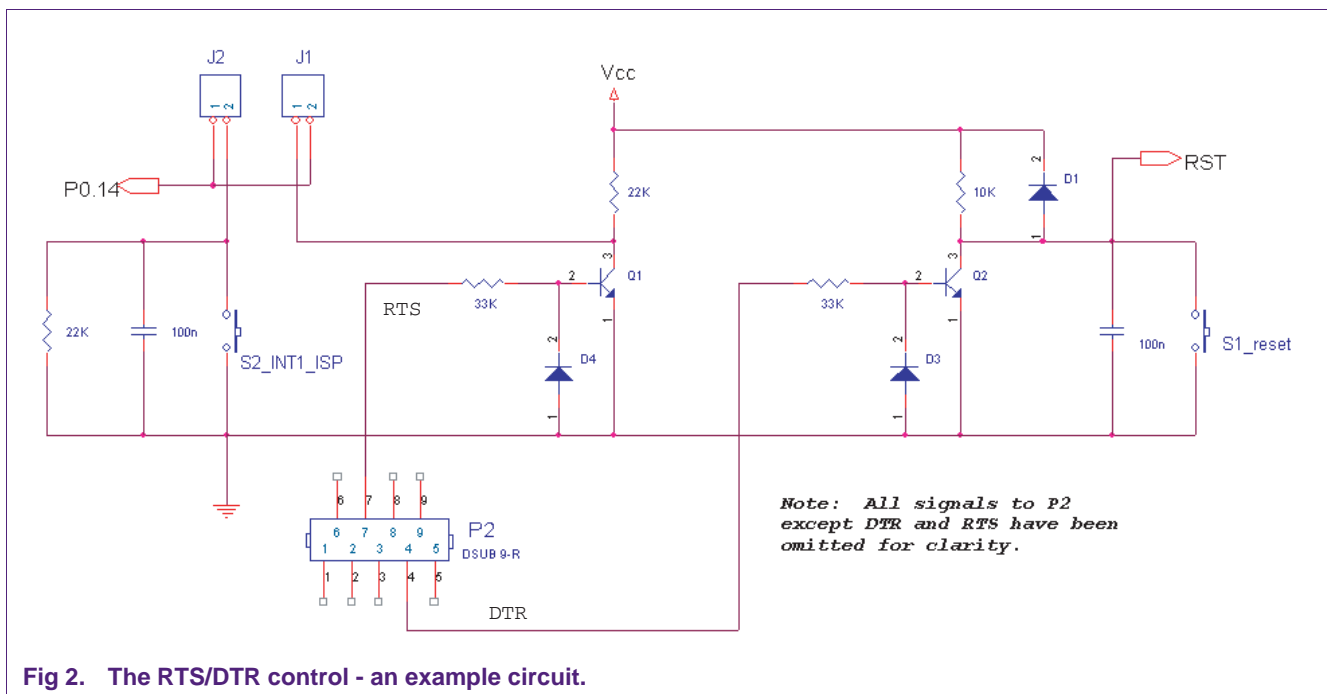 J2
J1
1 2
1 2
Vcc
P0.14
22K
10K
2
D1
1
RST
3
Q1
2
1
33K
RTS
3
Q2
2
1
33K
22K
100n
S2_INT1_ISP
2
D4
1
2
D3
1
100n
S1_reset
6 7 8 9
6 7 8 9
1 2 3 4 5
1 2 3 4 5
P2
DSUB 9-R
DTR
Note: All signals to P2
except DTR and RTS have been
omitted for clarity.
Fig 2. The RTS/DTR control - an example circuit.